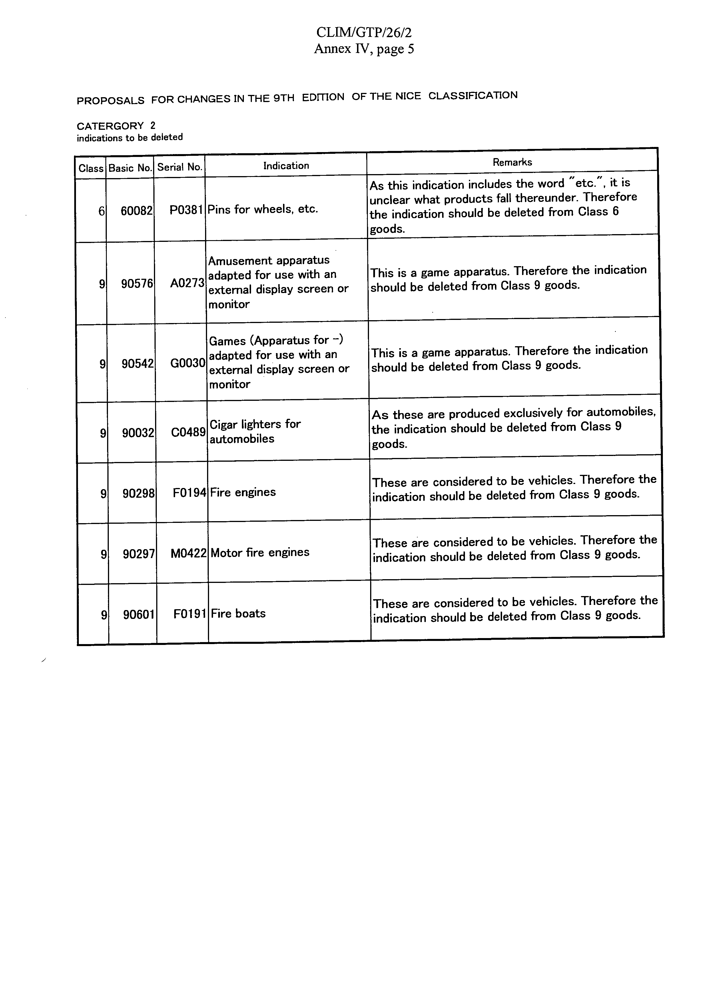 CLIM/GTP/26/2
Annex IV, page 5
PROPOSALS FOR CHANGES IN THE 9TH EDITION OF THE NICE CLASSIFICATION
CATERGORY 2
indications to be deleted
Class Basic No. Serial No. Indication Remarks
6 60082 P0381 Pins for wheels, etc.
As this indication includes the word "etc.", it is
unclear what products fall thereunder. Therefore
the indication should be deleted from Class 6
goods.
9 90576 A0273
Amusement apparatus
adapted for use with an
external display screen or
monitor
This is a game apparatus. Therefore the indication
should be deleted from Class 9 goods.
9 90542 G0030
Games (Apparatus for -)
adapted for use with an
external display screen or
monitor
This is a game apparatus. Therefore the indication
should be deleted from Class 9 goods.
9 90032 C0489
Cigar lighters for
automobiles
As these are produced exclusively for automobiles,
the indication should be deleted from Class 9
goods.
9 90298 F0194 Fire engines
These are considered to be vehicles. Therefore the
indication should be deleted from Class 9 goods.
9 90297 M0422 Motor fire engines
These are considered to be vehicles. Therefore the
indication should be deleted from Class 9 goods.
9 90601 F0191 Fire boats
These are considered to be vehicles. Therefore the
indication should be deleted from Class 9 goods.